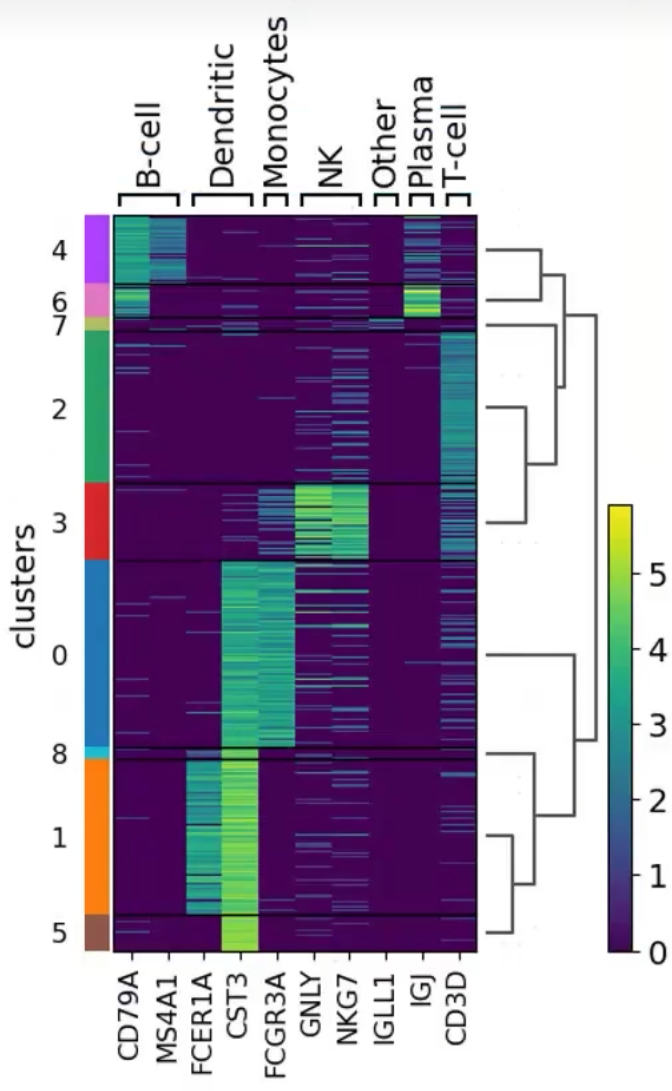 B-cell
Dendritic
Monocytes
NK
Other
Plasma
T-cell
clusters
4
6
7
2
3
0
8
1
5
5
4
3
2
1
0
CD79A
MS4A1
FCER1A
CST3
FCGR3A
GNLY
NKG7
IGLL1
IGJ
CD3D